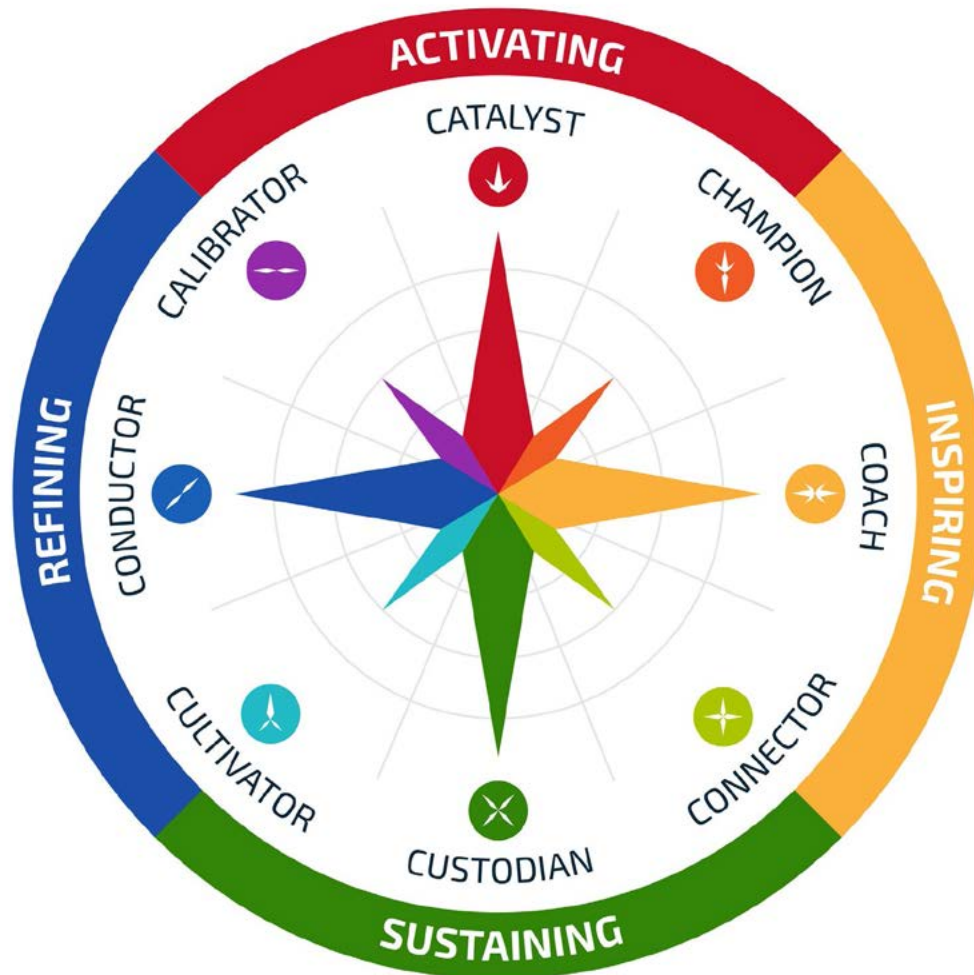 ACTIVATING
CATALYST
CALIBRATOR
CHAMPION
REFINING
CONDUCTOR
COACH
INSPIRING
CULTIVATOR
CONNECTOR
CUSTODIAN
SUSTAINING